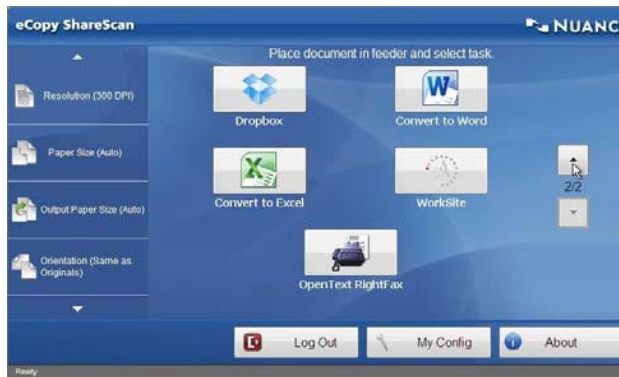 eCopy ShareScan
NUANC
Place document in feeder and select task.
Resolution (300 DPI)
Paper Size (Auto)
Output Paper Size (Auto)
Orientation (Same as
Originals)
Dropbox
Convert to Word
Convert to Excel
WorkSite
OpenText RightFax
2/2
Log Out
My Config
About
Ready